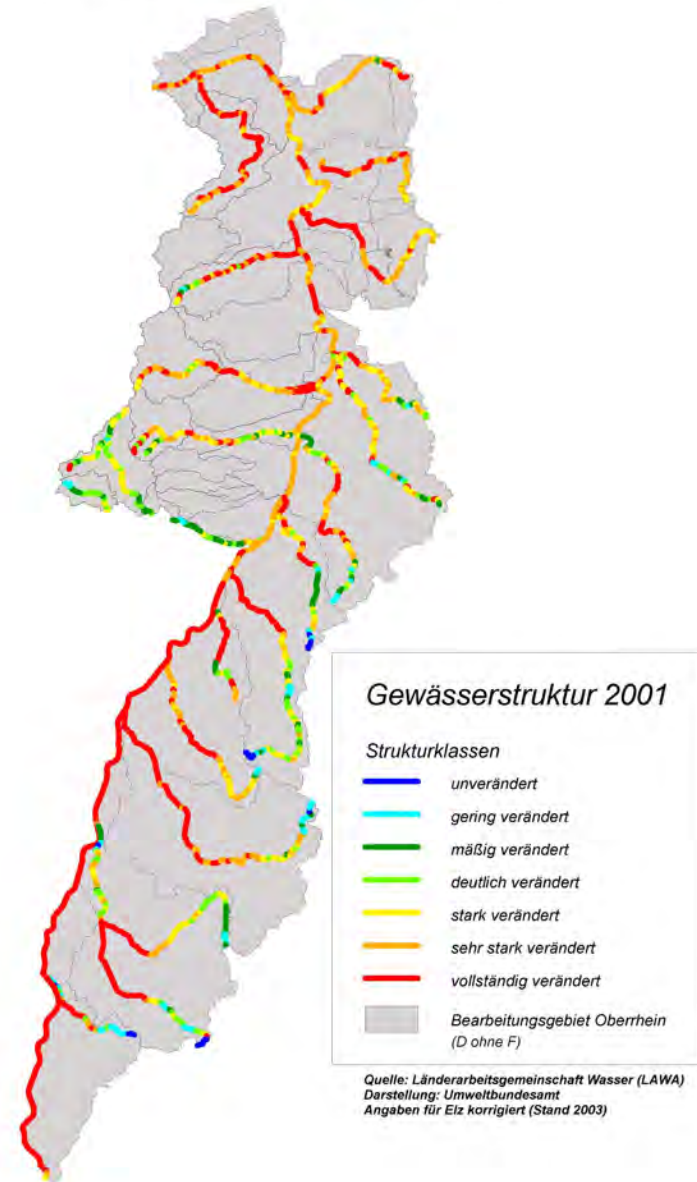 Gewässerstruktur 2001
Strukturklassen
unverändert
gering verändert
mäßig verändert
deutlich verändert
stark verändert
sehr stark verändert
vollständig verändert
Bearbeitungsgebiet Oberrhein
(D ohne F)
Quelle: Länderarbeitsgemeinschaft Wasser (LAWA)
Darstellung: Umweltbundesamt
Angaben für Elz korrigiert (Stand 2003)